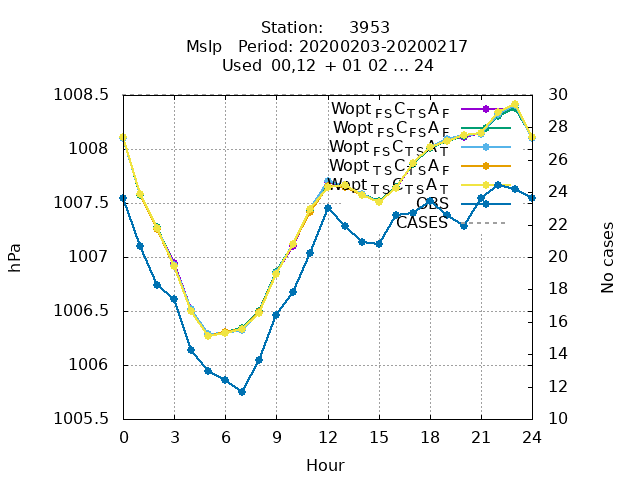 Station: 3953
Mslp Period: 20200203-20200217
Used 00,12 + 01 02 ... 24
1008.5
1008
1007.5
1007
1006.5
1006
1005.5
hPa
30
28
26
24
22
20
18
16
14
12
10
No cases
Wopt FS C TS A F
Wopt FS C FS A F
Wopt FS C TS A T
Wopt TS C TS A F
Wopt TS C TS A T
OBS
CASES
0 3 6 9 12 15 18 21 24
Hour